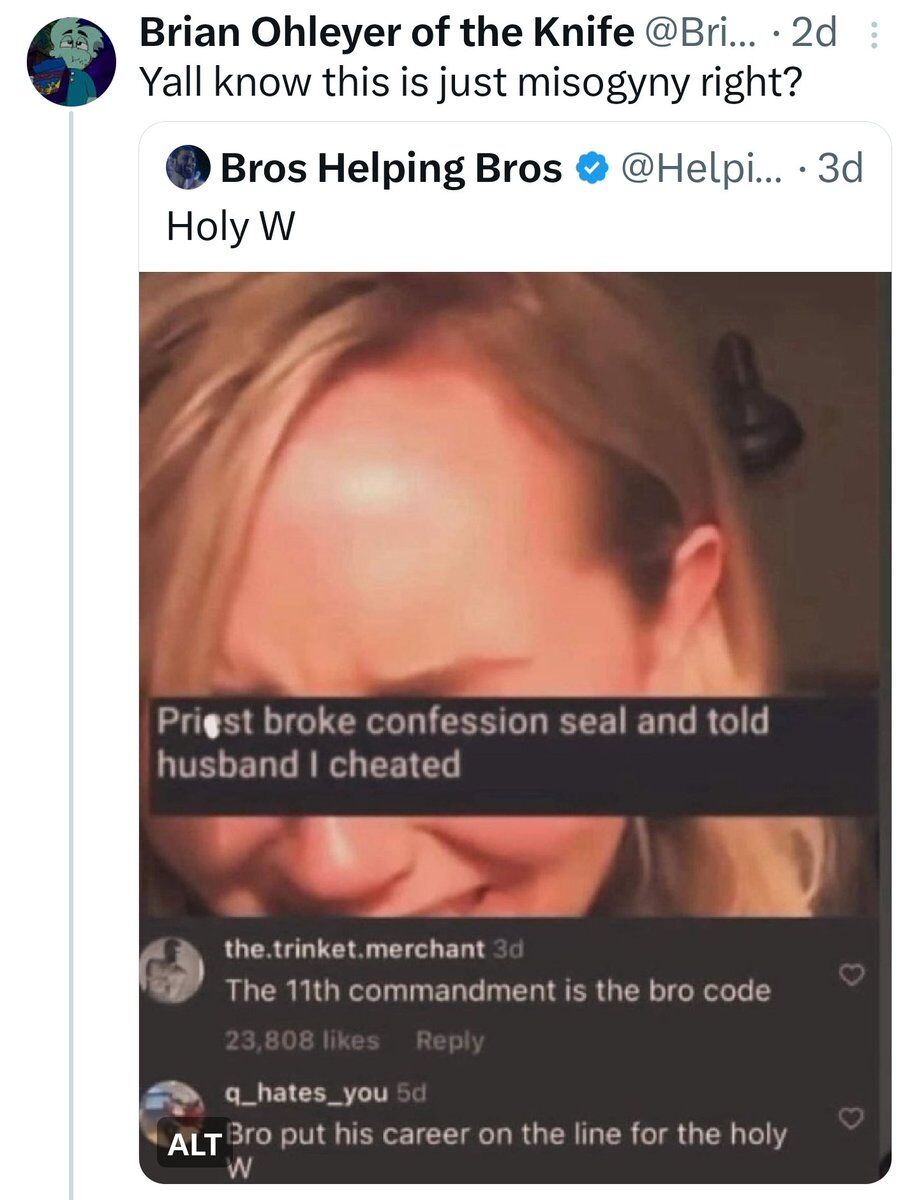 Brian Ohleyer of the Knife @Bri... · 2d
Yall know this is just misogyny right?
Bros Helping Bros @Helpi... · 3d
Holy W
Priest broke confession seal and told
husband I cheated
the.trinket.merchant 3d
The 11th commandment is the bro code
23,808 likes Reply
q_hates_you 5d
Bro put his career on the line for the holy
W
ALT